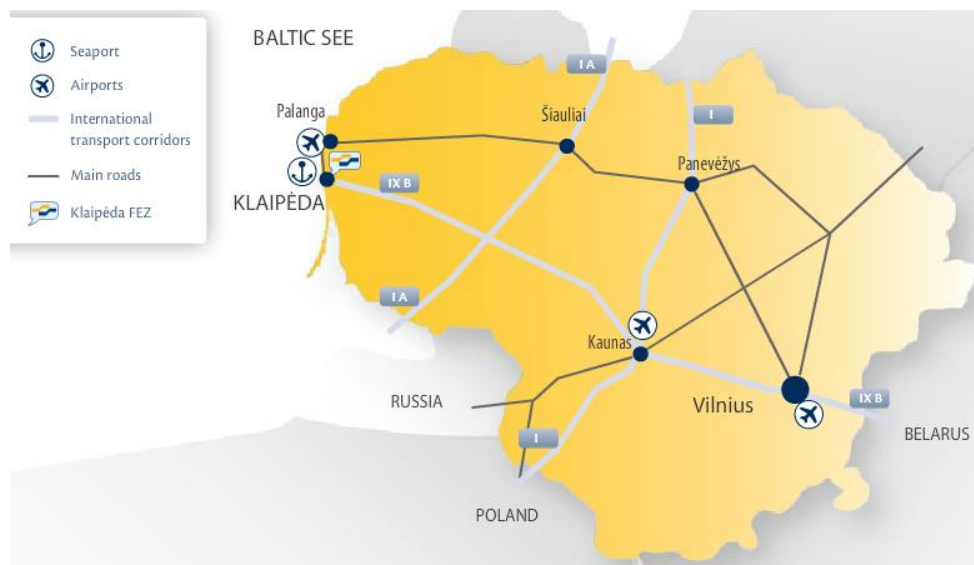 Seaport
Airports
International
transport corridors
Main roads
Klaipėda FEZ
BALTIC SEE
I A
Palanga
Šiauliai
I
Panevėžys
IX B
KLAIPĖDA
I A
Kaunas
RUSSIA
Vilnius
IX B
BELARUS
I
POLAND